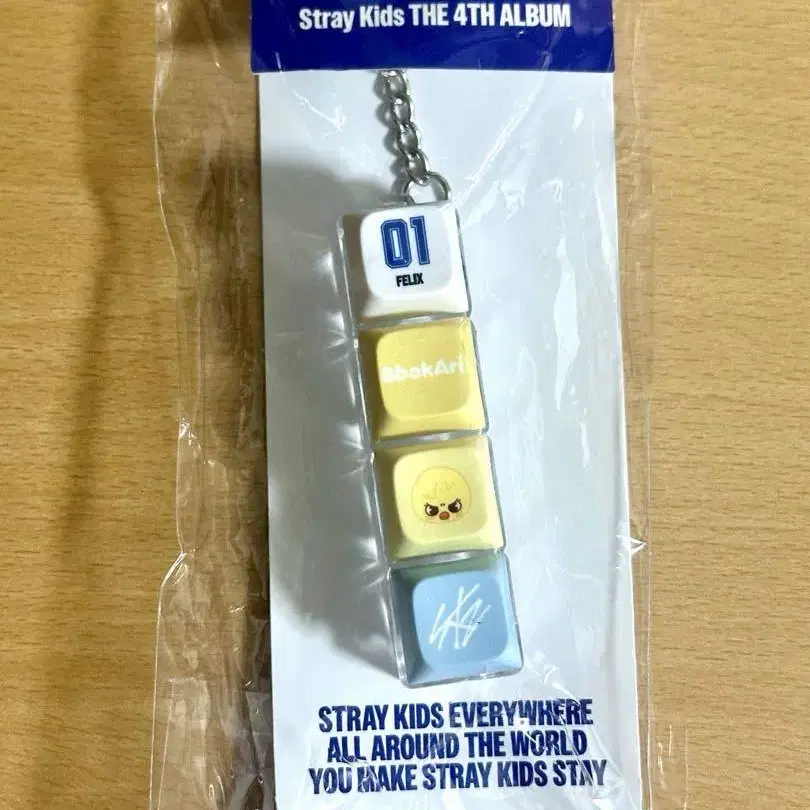 Stray Kids THE 4TH ALBUM
01
FELIX
BbokAri
SKZ
STRAY KIDS EVERYWHERE
ALL AROUND THE WORLD
YOU MAKE STRAY KIDS STAY